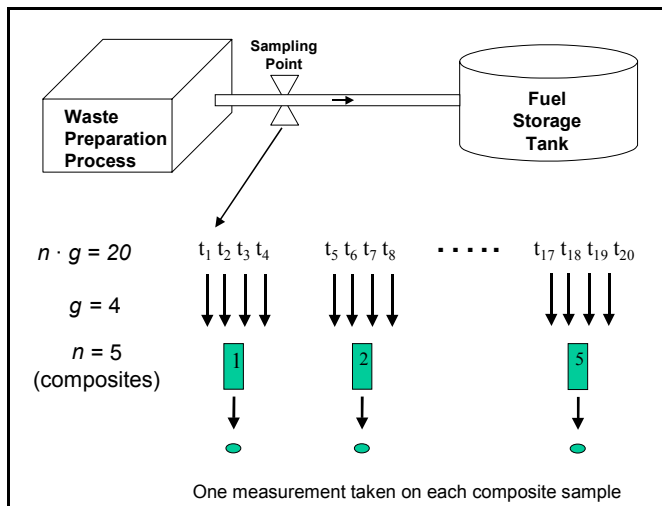 Sampling
Point
Waste
Preparation
Process
Fuel
Storage
Tank
n · g = 20
t₁ t₂ t₃ t₄
t₅ t₆ t₇ t₈
.....
t₁₇ t₁₈ t₁₉ t₂₀
g = 4
n = 5
(composites)
1
2
5
One measurement taken on each composite sample